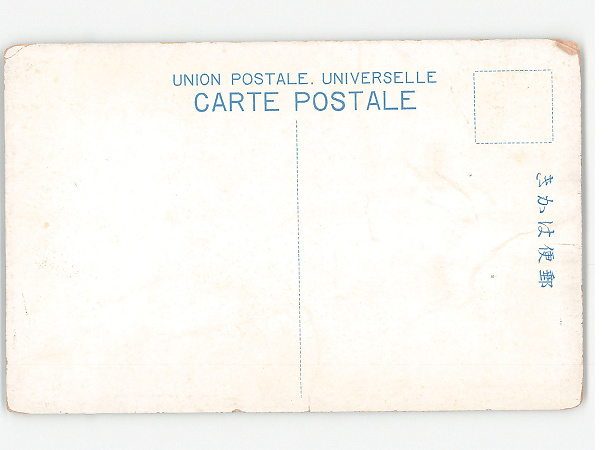 UNION POSTALE. UNIVERSELLE
CARTE POSTALE
郵便はかき